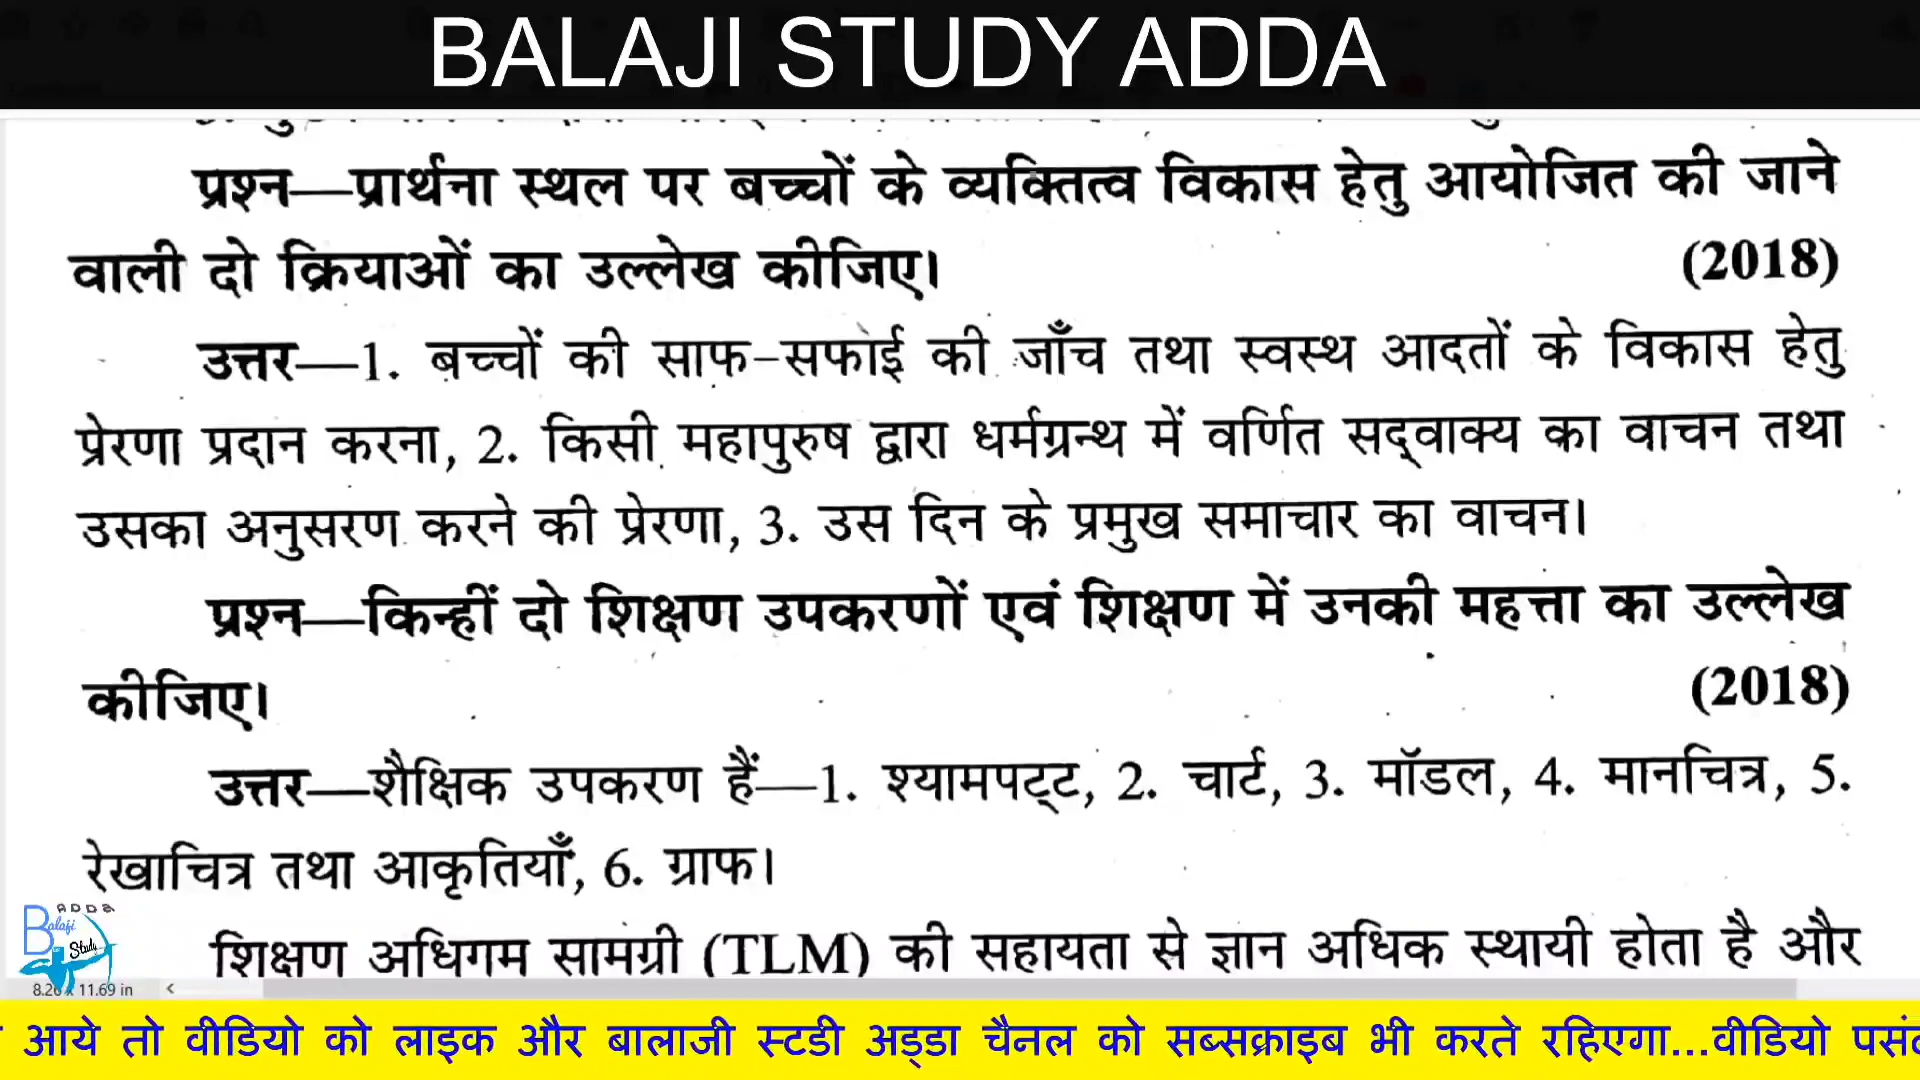 BALAJI STUDY ADDA
प्रश्न—प्रार्थना स्थल पर बच्चों के व्यक्तित्व विकास हेतु आयोजित की जाने
वाली दो क्रियाओं का उल्लेख कीजिए। (2018)
उत्तर—1. बच्चों की साफ-सफाई की जाँच तथा स्वस्थ आदतों के विकास हेतु
प्रेरणा प्रदान करना, 2. किसी महापुरुष द्वारा धर्मग्रन्थ में वर्णित सद्‌वाक्य का वाचन तथा
उसका अनुसरण करने की प्रेरणा, 3. उस दिन के प्रमुख समाचार का वाचन।
प्रश्न—किन्हीं दो शिक्षण उपकरणों एवं शिक्षण में उनकी महत्ता का उल्लेख
कीजिए। (2018)
उत्तर—शैक्षिक उपकरण हैं—1. श्यामपट्‌ट, 2. चार्ट, 3. मॉडल, 4. मानचित्र, 5.
रेखाचित्र तथा आकृतियाँ, 6. ग्राफ।
ADDA
Balaji
Study
शिक्षण अधिगम सामग्री (TLM) की सहायता से ज्ञान अधिक स्थायी होता है और
11.69 in
आये तो वीडियो को लाइक और बालाजी स्टडी अड्डा चैनल को सब्सक्राइब भी करते रहिएगा...वीडियो